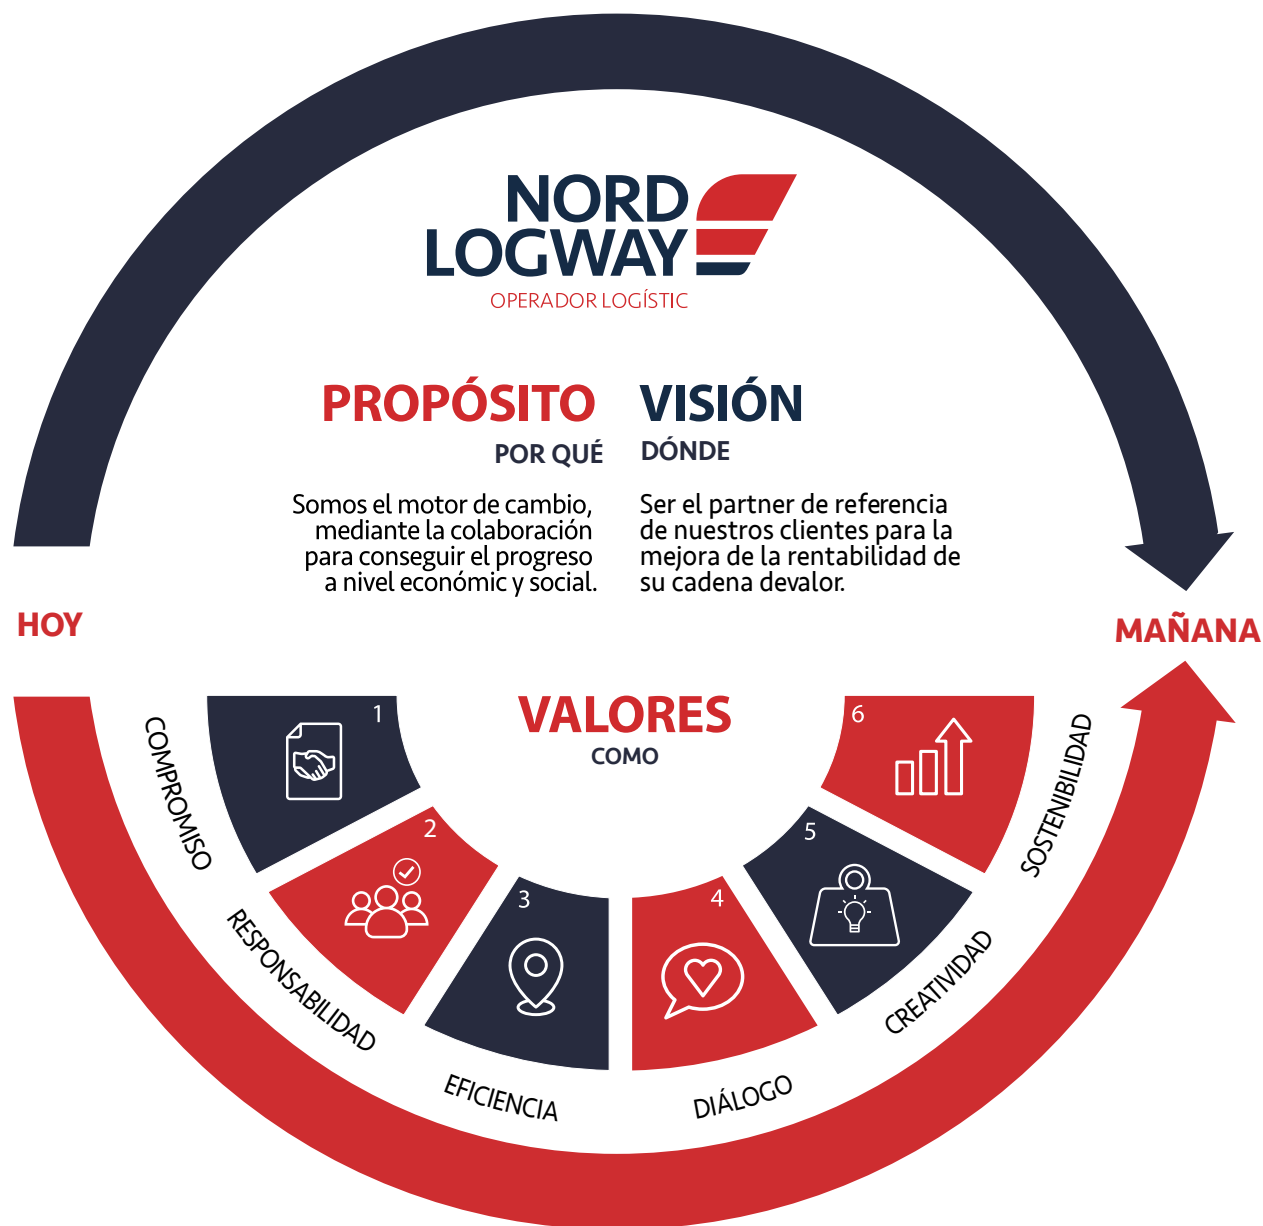 NORD
LOGWAY
OPERADOR LOGÍSTIC
PROPÓSITO
POR QUÉ
Somos el motor de cambio,
mediante la colaboración
para conseguir el progreso
a nivel económic y social.
VISIÓN
DÓNDE
Ser el partner de referencia
de nuestros clientes para la
mejora de la rentabilidad de
su cadena devalor.
HOY
MAÑANA
VALORES
COMO
1
COMPROMISO
2
RESPONSABILIDAD
3
EFICIENCIA
4
DIÁLOGO
5
CREATIVIDAD
6
SOSTENIBILIDAD